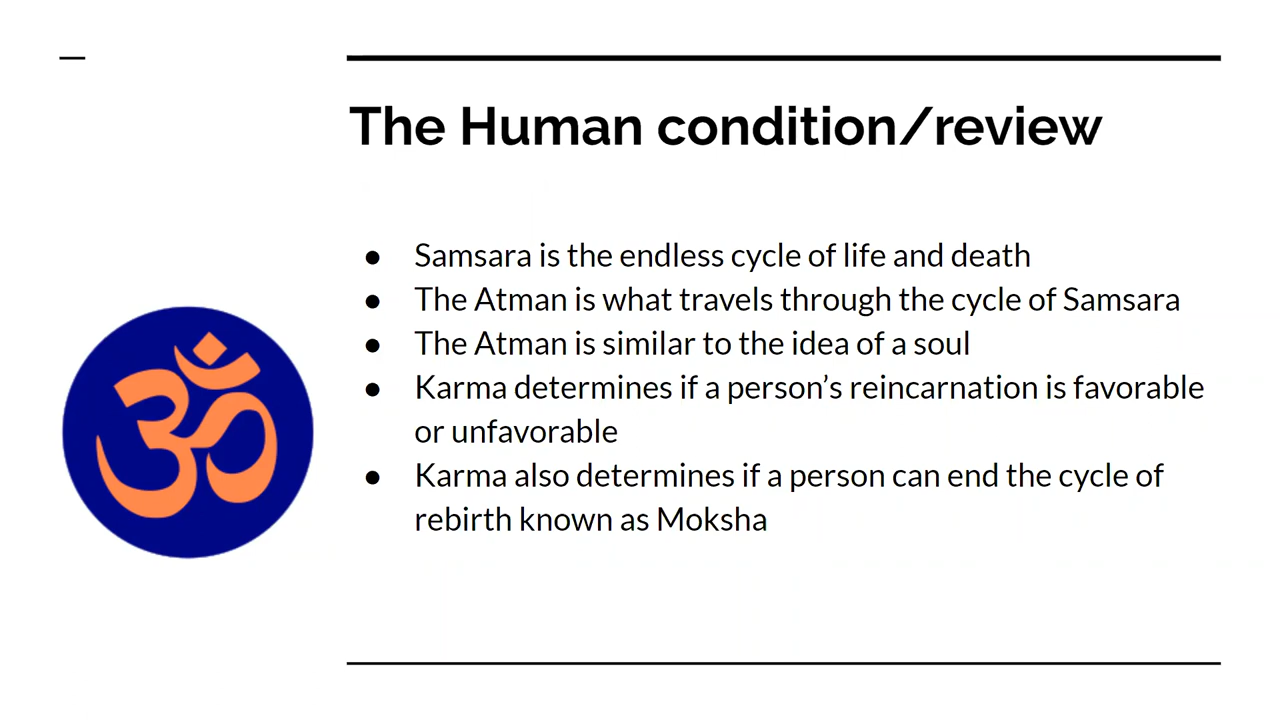 The Human condition/review
● Samsara is the endless cycle of life and death
● The Atman is what travels through the cycle of Samsara
● The Atman is similar to the idea of a soul
● Karma determines if a person’s reincarnation is favorable
or unfavorable
● Karma also determines if a person can end the cycle of
rebirth known as Moksha
ॐ